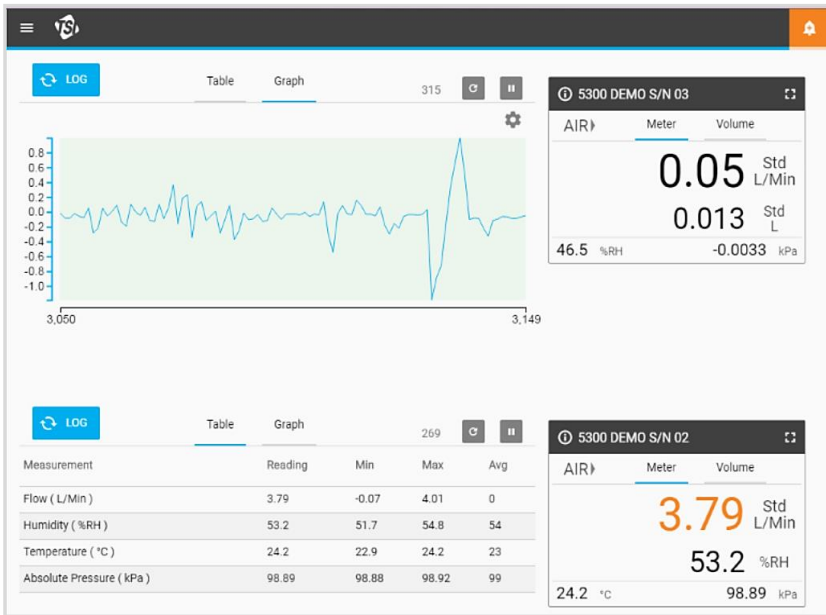 TSI
LOG Table Graph 315
0.8
0.6
0.4
0.2
0.0
-0.2
-0.4
-0.6
-0.8
-1.0
3,050 3,149
5300 DEMO S/N 03
AIR Meter Volume
0.05 Std L/Min
0.013 Std L
46.5 %RH -0.0033 kPa
LOG Table Graph 269
Measurement Reading Min Max Avg
Flow ( L/Min ) 3.79 -0.07 4.01 0
Humidity ( %RH ) 53.2 51.7 54.8 54
Temperature ( °C ) 24.2 22.9 24.2 23
Absolute Pressure ( kPa ) 98.89 98.88 98.92 99
5300 DEMO S/N 02
AIR Meter Volume
3.79 Std L/Min
53.2 %RH
24.2 °C 98.89 kPa